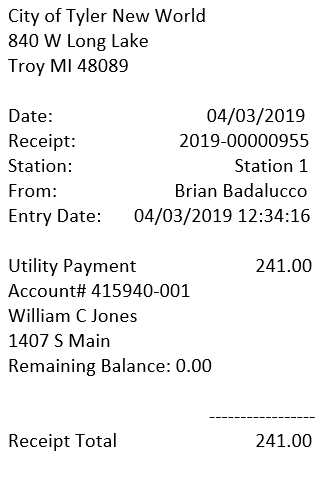 City of Tyler New World
840 W Long Lake
Troy MI 48089
Date: 04/03/2019
Receipt: 2019-00000955
Station: Station 1
From: Brian Badalucco
Entry Date: 04/03/2019 12:34:16
Utility Payment 241.00
Account# 415940-001
William C Jones
1407 S Main
Remaining Balance: 0.00
-----------------
Receipt Total 241.00